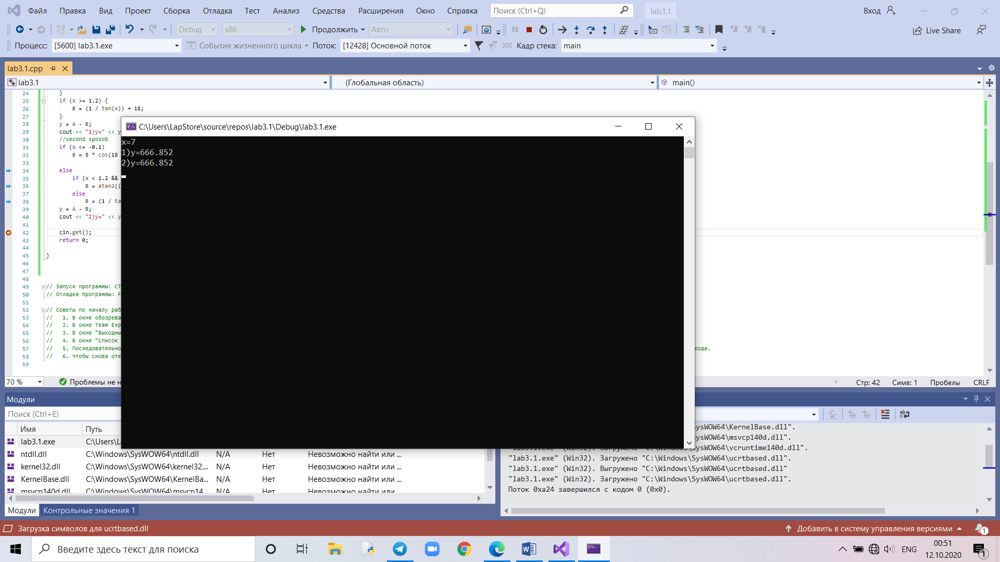 Файл Правка Вид Проект Сборка Отладка Тест Анализ Средства Расширения Окно Справка Поиск (Ctrl+Q) lab3.1 Вход
Debug x86 Продолжить Авто Live Share
Процесс: [5600] lab3.1.exe События жизненного цикла Поток: [12428] Основной поток Кадр стека: main
lab3.1.cpp
lab3.1 (Глобальная область) main()
24 }
25 if (x >= 1.2) {
26 B = (1 / tan(x)) + 18;
27 }
28 y = A - B;
29 cout << "1)y=" << y
30 //second sposob
31 if (x <= -0.1)
32 B = 5 * cos(18
33
34 else
35 if (x < 1.2 &&
36 B = atan2((
37 else
38 B = (1 / ta
39 y = A - B;
40 cout << "2)y=" << y
41
42 cin.get();
43 return 0;
44
45 }
46
47
48
49 // Запуск программы: CT
50 // Отладка программы: F
51
52 // Советы по началу раб
53 // 1. В окне обозрева
54 // 2. В окне Team Exp
55 // 3. В окне "Выходны
56 // 4. В окне "Список
57 // 5. Последовательно кода.
58 // 6. Чтобы снова отк
59
C:\Users\LapStore\source\repos\lab3.1\Debug\lab3.1.exe
x=7
1)y=666.852
2)y=666.852
70 % Проблемы не н Стр: 42 Симв: 1 Пробелы CRLF
Модули
Поиск (Ctrl+E)
Имя Путь
lab3.1.exe C:\Users\L
ntdll.dll C:\Windows\SysWOW64\ntdll.dll N/A Нет Невозможно найти или ...
kernel32.dll C:\Windows\SysWOW64\kernel32.... N/A Нет Невозможно найти или ...
KernelBase.dll C:\Windows\SysWOW64\KernelBa... N/A Нет Невозможно найти или ...
msvcp140d.dll C:\Windows\SysWOW64\msvcp14... N/A Нет Невозможно найти или ...
Модули Контрольные значения 1
SysWOW64\KernelBase.dll".
SysWOW64\msvcp140d.dll".
"lab3.1.exe" (Win32). Загружено "C:\Windows\SysWOW64\vcruntime140d.dll".
"lab3.1.exe" (Win32). Загружено "C:\Windows\SysWOW64\ucrtbased.dll".
"lab3.1.exe" (Win32). Выгружено "C:\Windows\SysWOW64\ucrtbased.dll"
"lab3.1.exe" (Win32). Загружено "C:\Windows\SysWOW64\ucrtbased.dll".
Поток 0xa24 завершился с кодом 0 (0x0).
Загрузка символов для ucrtbased.dll Добавить в систему управления версиями 1
Введите здесь текст для поиска ENG 00:51 12.10.2020 1